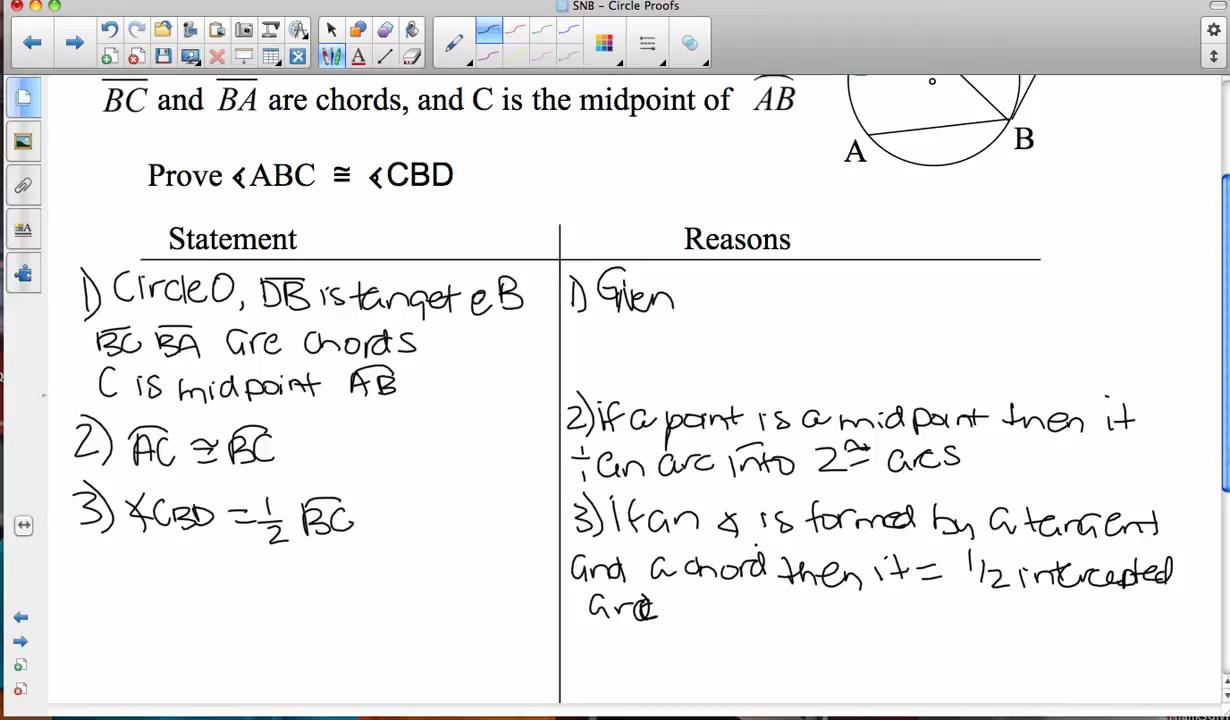 SNB - Circle Proofs
BC and BA are chords, and C is the midpoint of AB
A
B
Prove ∢ABC ≅ ∢CBD
Statement
Reasons
1) Circle O, DB is tanget @ B
BC BA are chords
C is midpoint AB
2) AC ≅ BC
3) ∢CBD = 1/2 BC
1) Given
2) if a point is a midpoint then it
÷ an arc into 2 ≅ arcs
3) If an ∢ is formed by a tangent
and a chord then it = 1/2 intercepted
arc